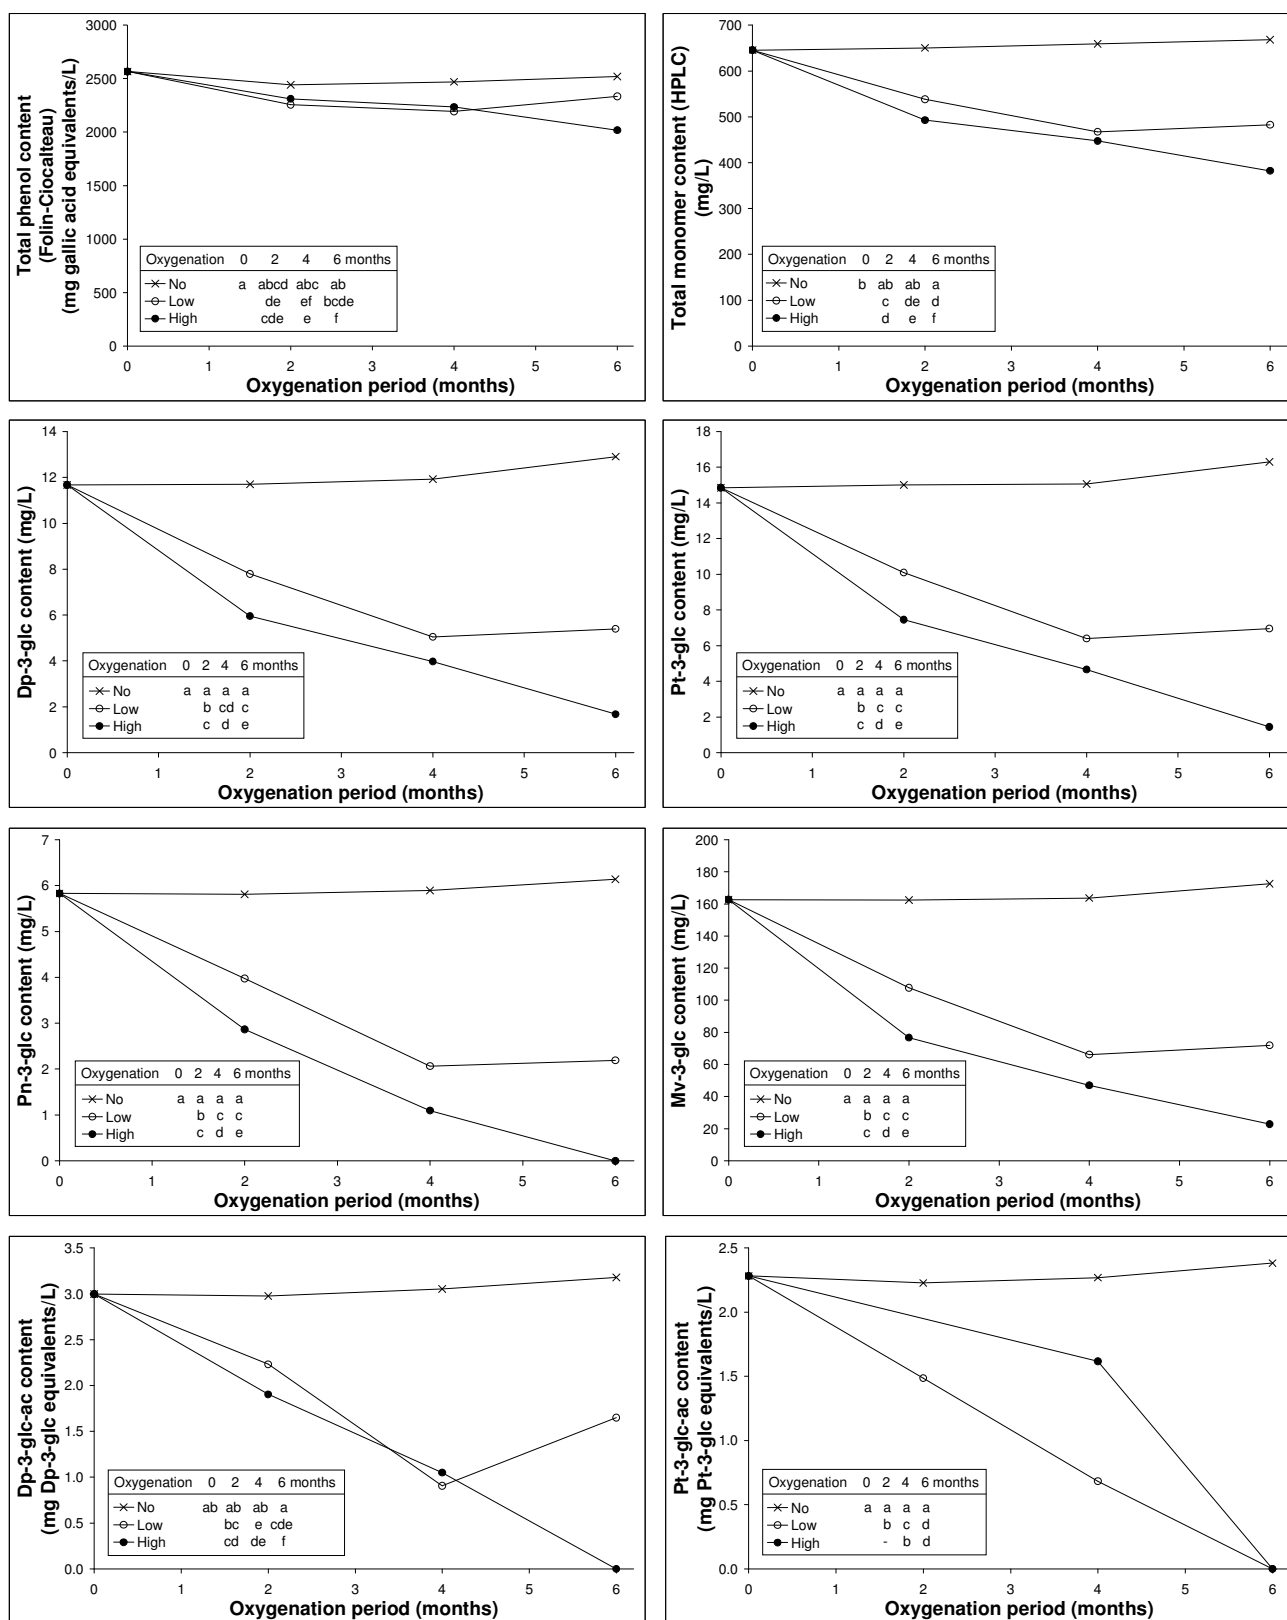 Total phenol content
(Folin-Ciocalteau)
(mg gallic acid equivalents/L)
3000
2500
2000
1500
1000
500
0
Oxygenation 0 2 4 6 months
No a abcd abc ab
Low de ef bcde
High cde e f
0 1 2 3 4 5 6
Oxygenation period (months)
Total monomer content (HPLC)
(mg/L)
700
600
500
400
300
200
100
0
Oxygenation 0 2 4 6 months
No b ab ab a
Low c de d
High d e f
0 1 2 3 4 5 6
Oxygenation period (months)
Dp-3-glc content (mg/L)
14
12
10
8
6
4
2
0
Oxygenation 0 2 4 6 months
No a a a a
Low b cd c
High c d e
0 1 2 3 4 5 6
Oxygenation period (months)
Pt-3-glc content (mg/L)
18
16
14
12
10
8
6
4
2
0
Oxygenation 0 2 4 6 months
No a a a a
Low b c c
High c d e
0 1 2 3 4 5 6
Oxygenation period (months)
Pn-3-glc content (mg/L)
7
6
5
4
3
2
1
0
Oxygenation 0 2 4 6 months
No a a a a
Low b c c
High c d e
0 1 2 3 4 5 6
Oxygenation period (months)
Mv-3-glc content (mg/L)
200
180
160
140
120
100
80
60
40
20
0
Oxygenation 0 2 4 6 months
No a a a a
Low b c c
High c d e
0 1 2 3 4 5 6
Oxygenation period (months)
Dp-3-glc-ac content
(mg Dp-3-glc equivalents/L)
3.5
3.0
2.5
2.0
1.5
1.0
0.5
0.0
Oxygenation 0 2 4 6 months
No ab ab ab a
Low bc e cde
High cd de f
0 1 2 3 4 5 6
Oxygenation period (months)
Pt-3-glc-ac content
(mg Pt-3-glc equivalents/L)
2.5
2.0
1.5
1.0
0.5
0.0
Oxygenation 0 2 4 6 months
No a a a a
Low b c d
High - b d
0 1 2 3 4 5 6
Oxygenation period (months)